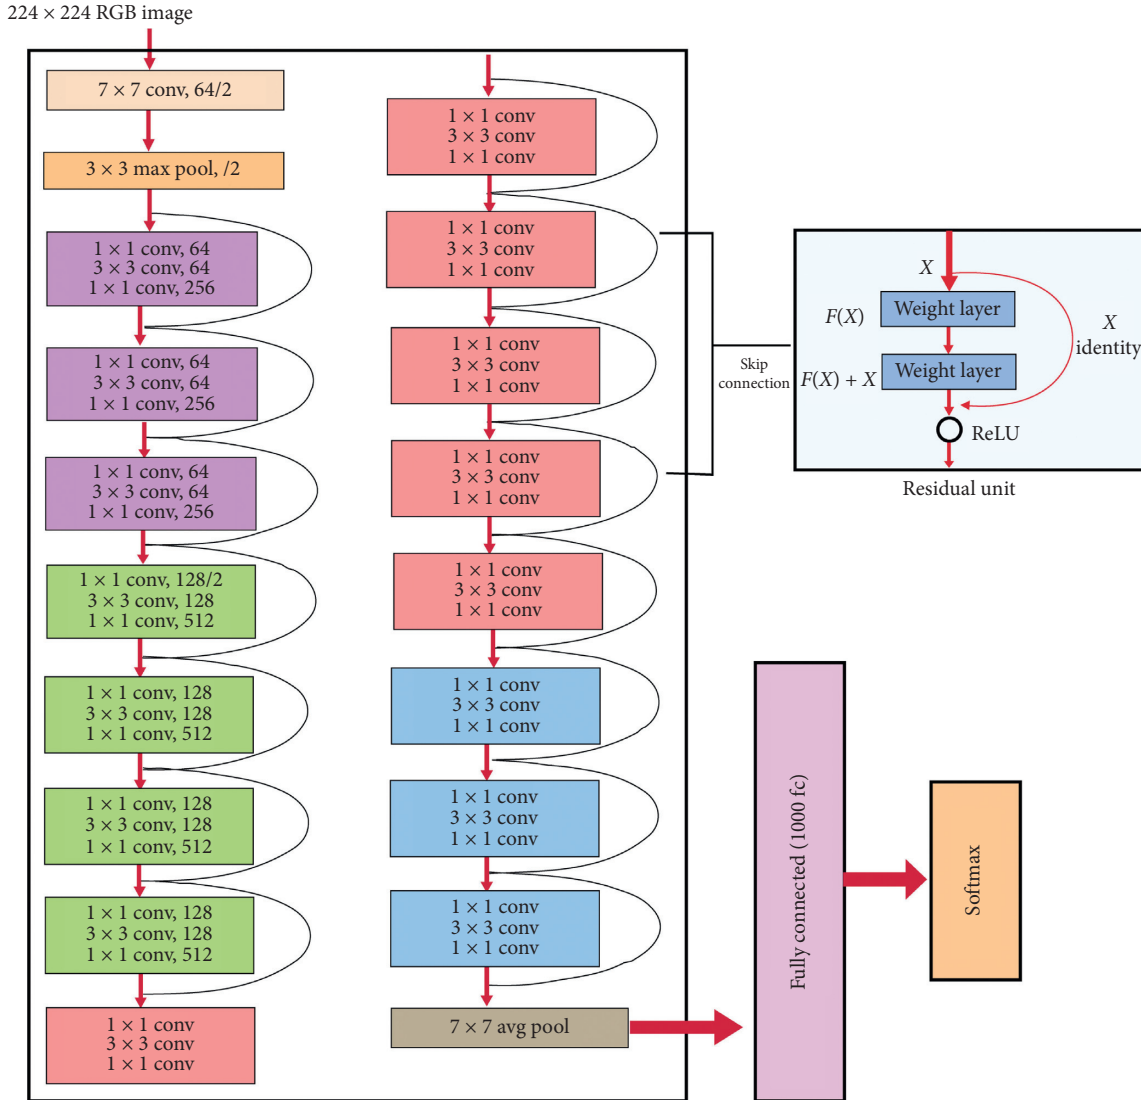 224 × 224 RGB image
7 × 7 conv, 64/2
3 × 3 max pool, /2
1 × 1 conv, 64
3 × 3 conv, 64
1 × 1 conv, 256
1 × 1 conv, 64
3 × 3 conv, 64
1 × 1 conv, 256
1 × 1 conv, 64
3 × 3 conv, 64
1 × 1 conv, 256
1 × 1 conv, 128/2
3 × 3 conv, 128
1 × 1 conv, 512
1 × 1 conv, 128
3 × 3 conv, 128
1 × 1 conv, 512
1 × 1 conv, 128
3 × 3 conv, 128
1 × 1 conv, 512
1 × 1 conv, 128
3 × 3 conv, 128
1 × 1 conv, 512
1 × 1 conv
3 × 3 conv
1 × 1 conv
1 × 1 conv
3 × 3 conv
1 × 1 conv
1 × 1 conv
3 × 3 conv
1 × 1 conv
1 × 1 conv
3 × 3 conv
1 × 1 conv
1 × 1 conv
3 × 3 conv
1 × 1 conv
1 × 1 conv
3 × 3 conv
1 × 1 conv
1 × 1 conv
3 × 3 conv
1 × 1 conv
1 × 1 conv
3 × 3 conv
1 × 1 conv
1 × 1 conv
3 × 3 conv
1 × 1 conv
7 × 7 avg pool
Skip
connection
X
Weight layer
F(X)
X
identity
Weight layer
F(X) + X
ReLU
Residual unit
Fully connected (1000 fc)
Softmax